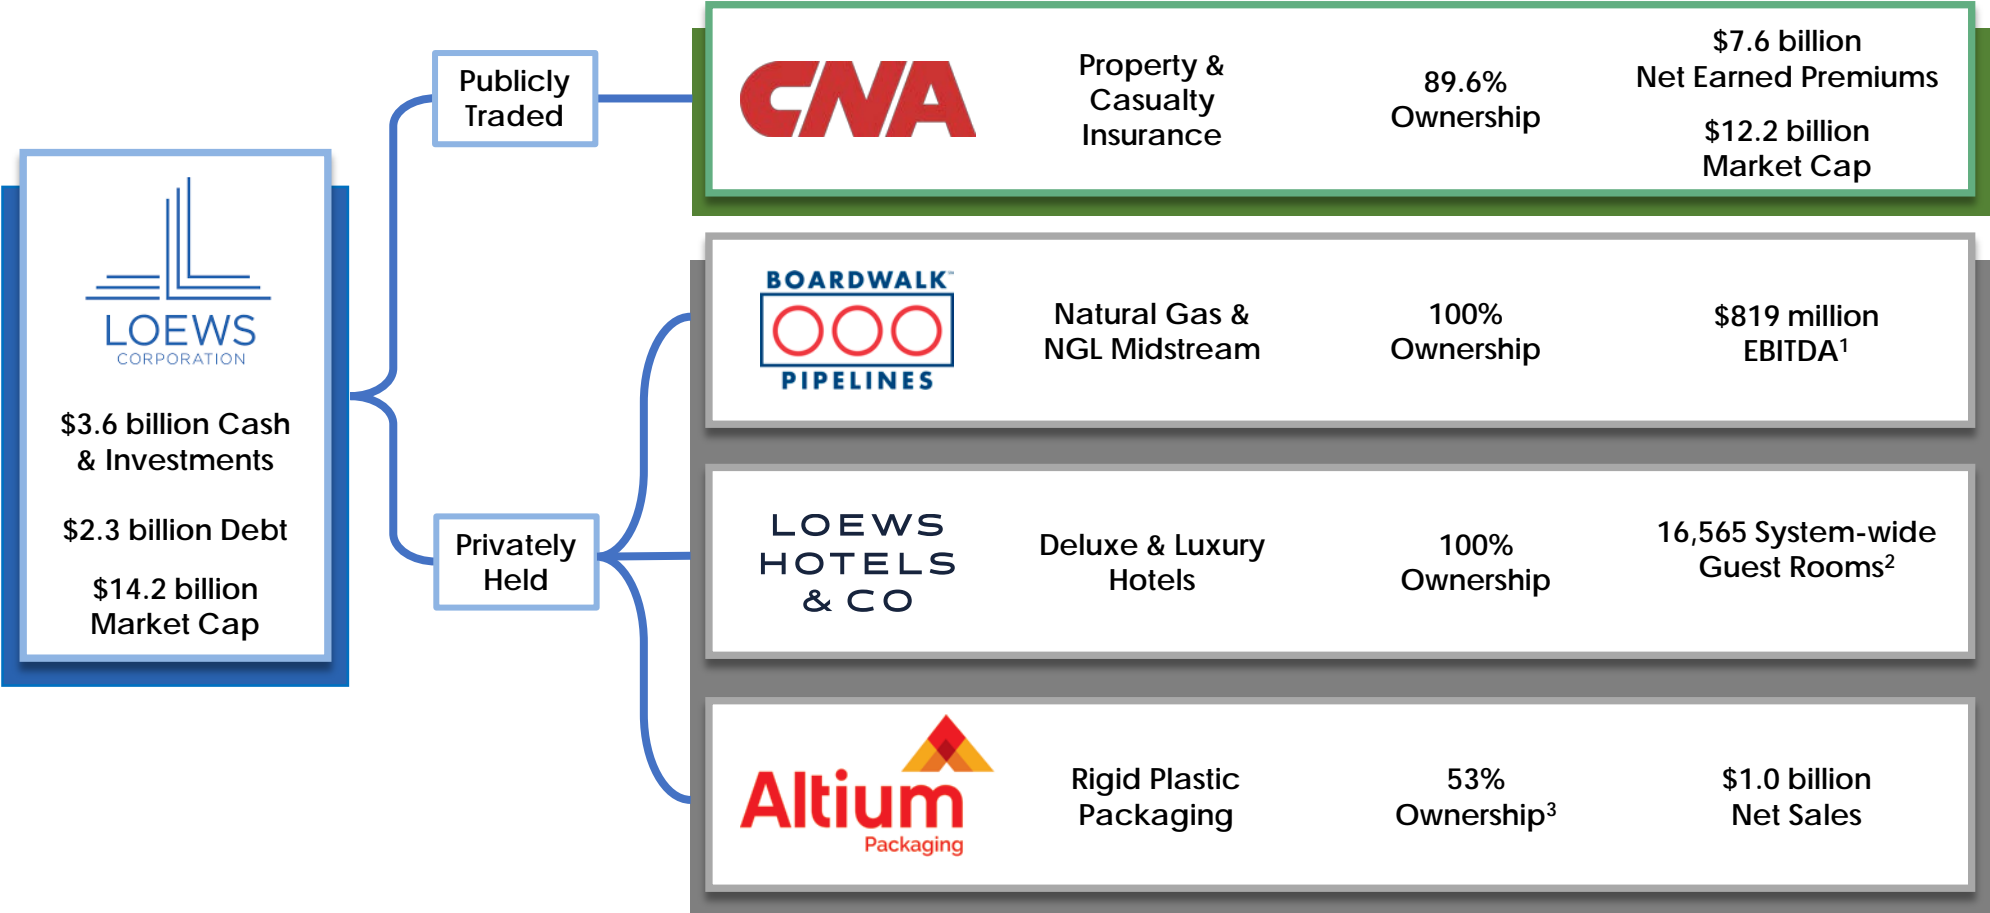 LOEWS
CORPORATION
$3.6 billion Cash
& Investments
$2.3 billion Debt
$14.2 billion
Market Cap
Publicly
Traded
Privately
Held
CNA
Property &
Casualty
Insurance
89.6%
Ownership
$7.6 billion
Net Earned Premiums
$12.2 billion
Market Cap
BOARDWALK™
PIPELINES
Natural Gas &
NGL Midstream
100%
Ownership
$819 million
EBITDA¹
LOEWS
HOTELS
& CO
Deluxe & Luxury
Hotels
100%
Ownership
16,565 System-wide
Guest Rooms²
Altium
Packaging
Rigid Plastic
Packaging
53%
Ownership³
$1.0 billion
Net Sales